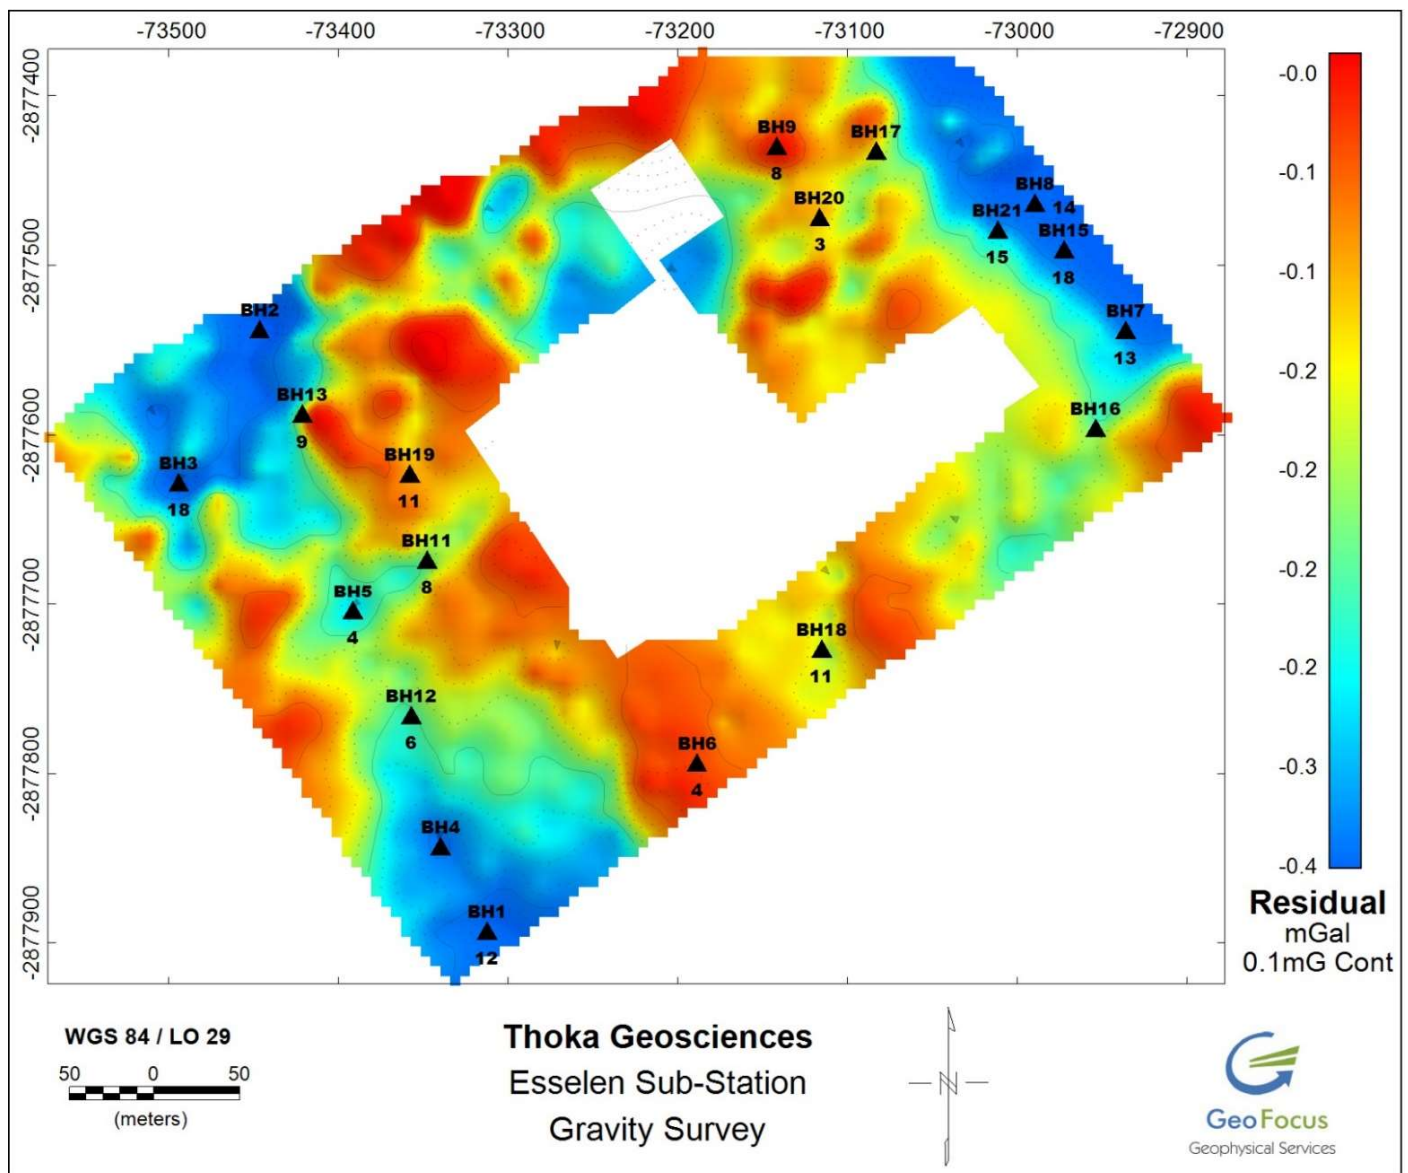 -73500 -73400 -73300 -73200 -73100 -73000 -72900
-2877400
-2877500
-2877600
-2877700
-2877800
-2877900
BH9
8
BH17
BH20
3
BH8
14
BH21
15
BH15
18
BH7
13
BH2
BH13
9
BH16
BH3
18
BH19
11
BH11
8
BH5
4
BH18
11
BH12
6
BH6
4
BH4
BH1
12
-0.0
-0.1
-0.1
-0.2
-0.2
-0.2
-0.2
-0.3
-0.4
Residual
mGal
0.1mG Cont
WGS 84 / LO 29
50 0 50
(meters)
Thoka Geosciences
Esselen Sub-Station
Gravity Survey
N
GeoFocus
Geophysical Services